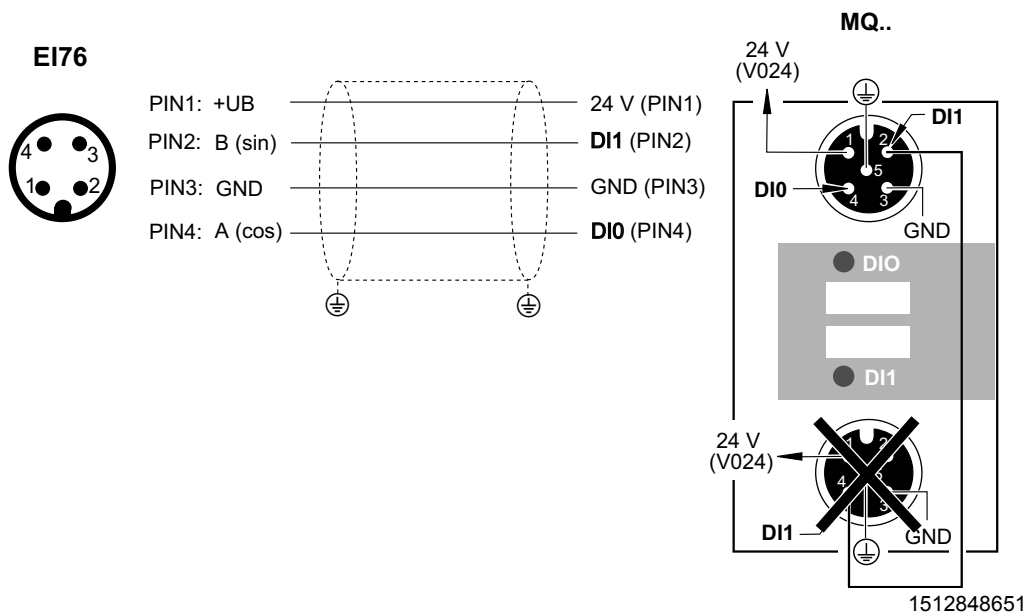 EI76
4
3
1
2
PIN1: +UB
PIN2: B (sin)
PIN3: GND
PIN4: A (cos)
24 V (PIN1)
DI1 (PIN2)
GND (PIN3)
DI0 (PIN4)
MQ..
24 V
(V024)
DI1
1
2
5
DI0
4
3
GND
DIO
DI1
24 V
(V024)
1
2
4
3
DI1
GND
1512848651